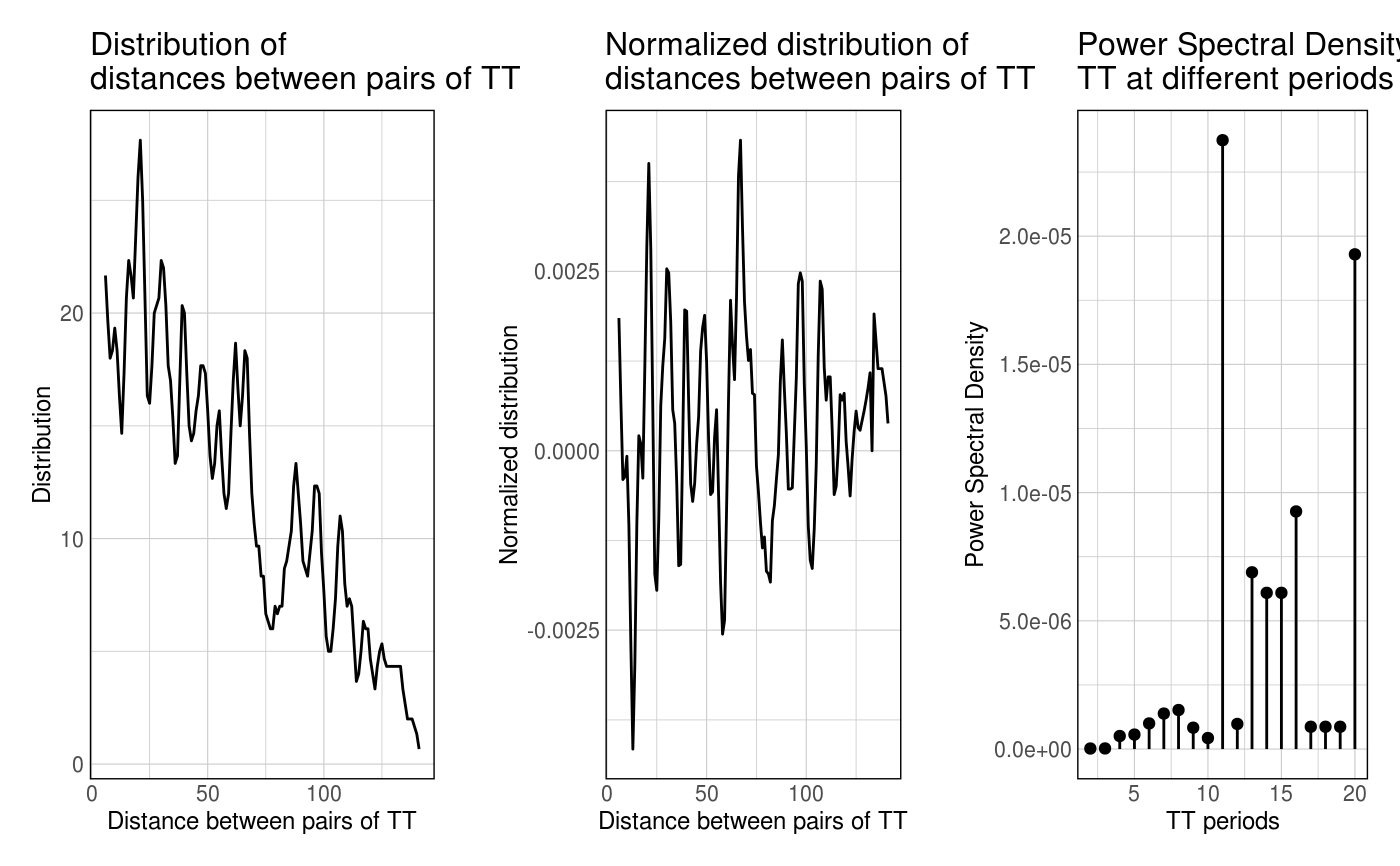 Distribution of
distances between pairs of TT
Normalized distribution of
distances between pairs of TT
Power Spectral Density
TT at different periods
Distribution
20
10
0
0 50 100
Distance between pairs of TT
Normalized distribution
0.0025
0.0000
-0.0025
0 50 100
Distance between pairs of TT
Power Spectral Density
2.0e-05
1.5e-05
1.0e-05
5.0e-06
0.0e+00
5 10 15 20
TT periods